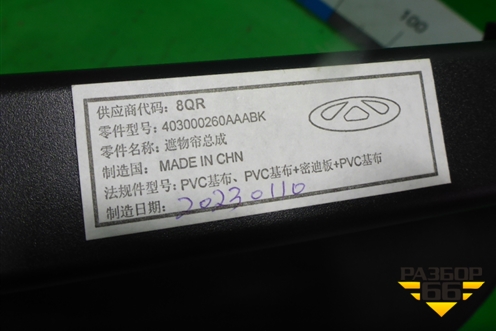 100
供应商代码: 8QR
零件型号: 403000260AAABK
零件名称: 遮物帘总成
制造国: MADE IN CHN
法规件型号: PVC基布、PVC基布+密迪板+PVC基布
制造日期: 20230110
РАЗБОР
66